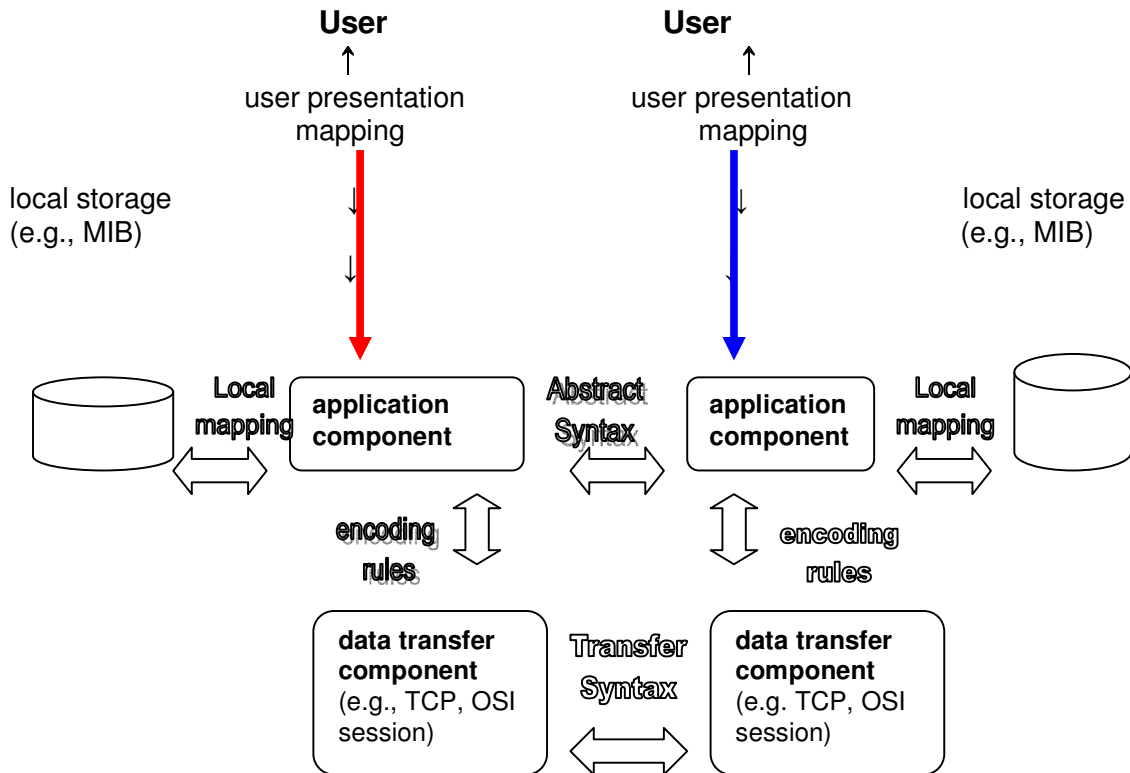 User
User
user presentation
mapping
user presentation
mapping
local storage
(e.g., MIB)
local storage
(e.g., MIB)
Local
mapping
application
component
Abstract
Syntax
application
component
Local
mapping
encoding
rules
encoding
rules
data transfer
component
(e.g., TCP, OSI
session)
Transfer
Syntax
data transfer
component
(e.g. TCP, OSI
session)